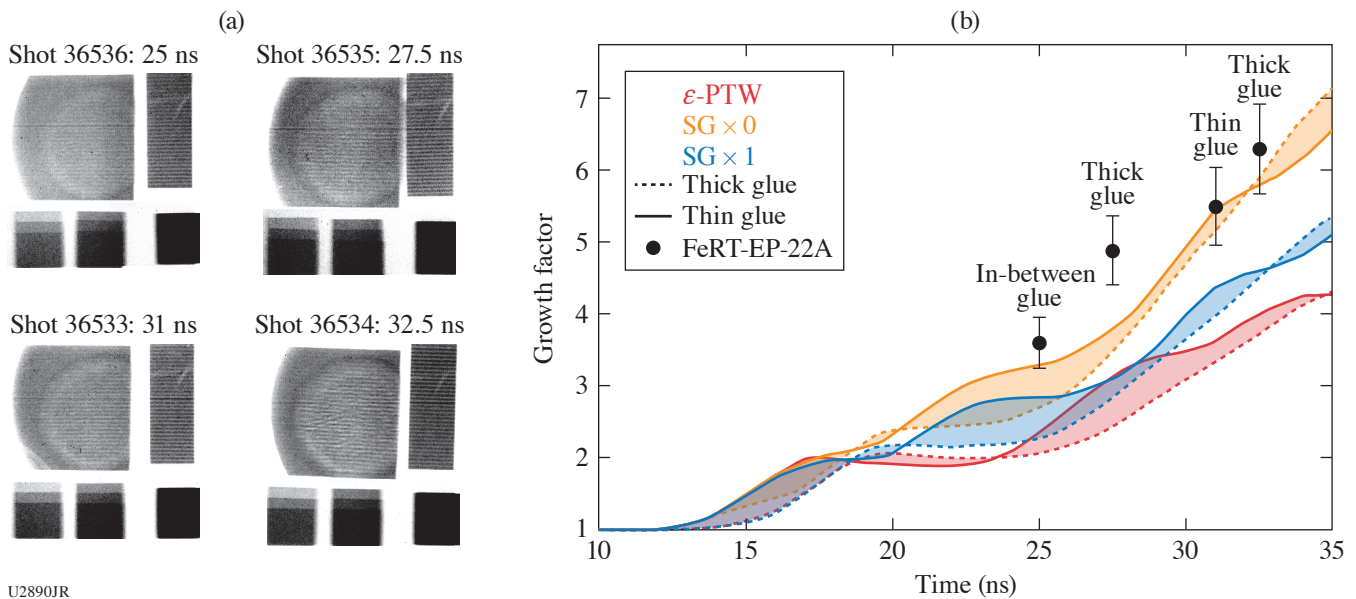 (a)
Shot 36536: 25 ns
Shot 36535: 27.5 ns
Shot 36533: 31 ns
Shot 36534: 32.5 ns
U2890JR
(b)
Growth factor
7
6
5
4
3
2
1
ε-PTW
SG × 0
SG × 1
Thick glue
Thin glue
FeRT-EP-22A
In-between
glue
Thick
glue
Thin
glue
Thick
glue
10
15
20
25
30
35
Time (ns)